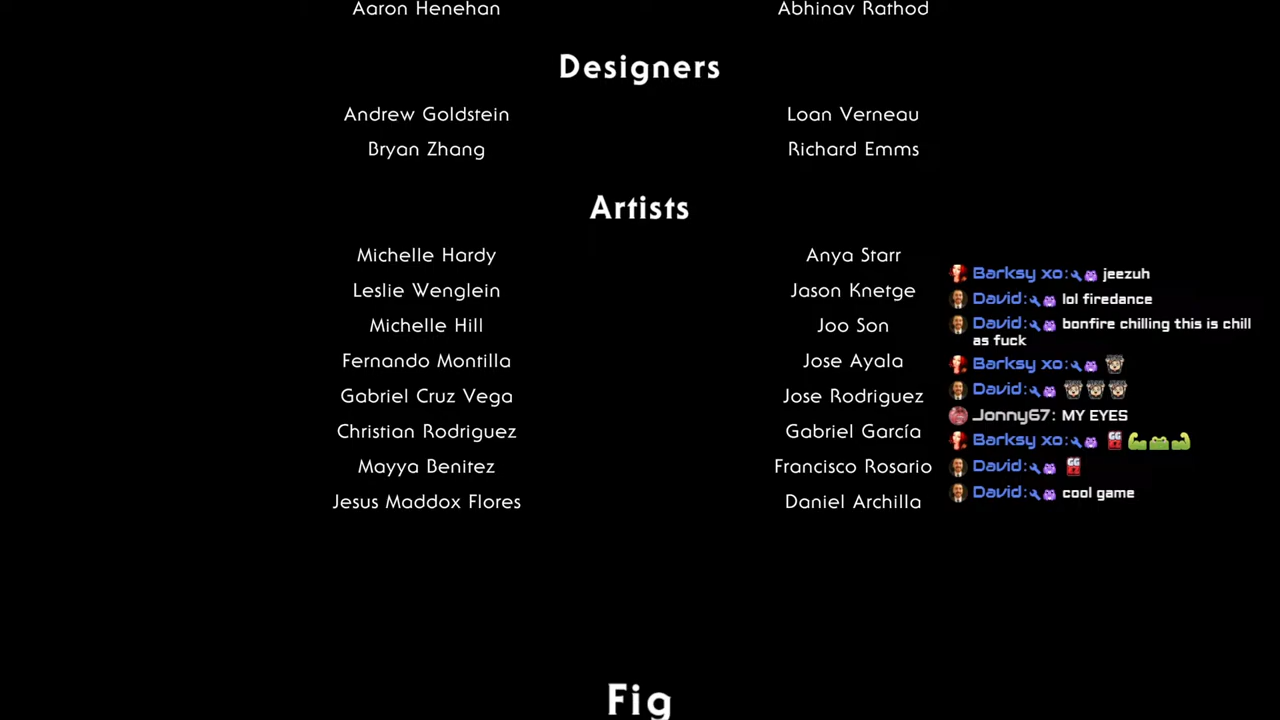 Aaron Henehan Abhinav Rathod
Designers
Andrew Goldstein Loan Verneau
Bryan Zhang Richard Emms
Artists
Michelle Hardy Anya Starr
Leslie Wenglein Jason Knetge
Michelle Hill Joo Son
Fernando Montilla Jose Ayala
Gabriel Cruz Vega Jose Rodriguez
Christian Rodriguez Gabriel García
Mayya Benitez Francisco Rosario
Jesus Maddox Flores Daniel Archilla
Fig
Barksy xo: jeezuh
David: lol firedance
David: bonfire chilling this is chill
as fuck
Barksy xo:
David:
Jonny67: MY EYES
Barksy xo: GG
David: GG
David: cool game